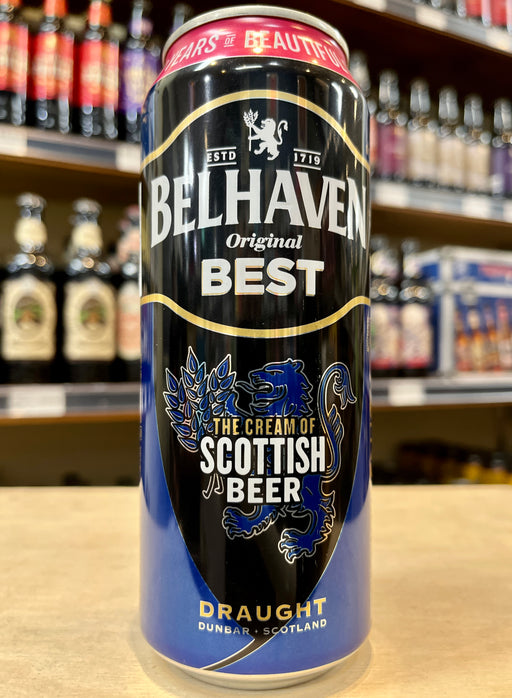 YEARS OF BEAUTIFUL
ESTD 1719
BELHAVEN
Original
BEST
THE CREAM OF
SCOTTISH
BEER
DRAUGHT
DUNBAR · SCOTLAND